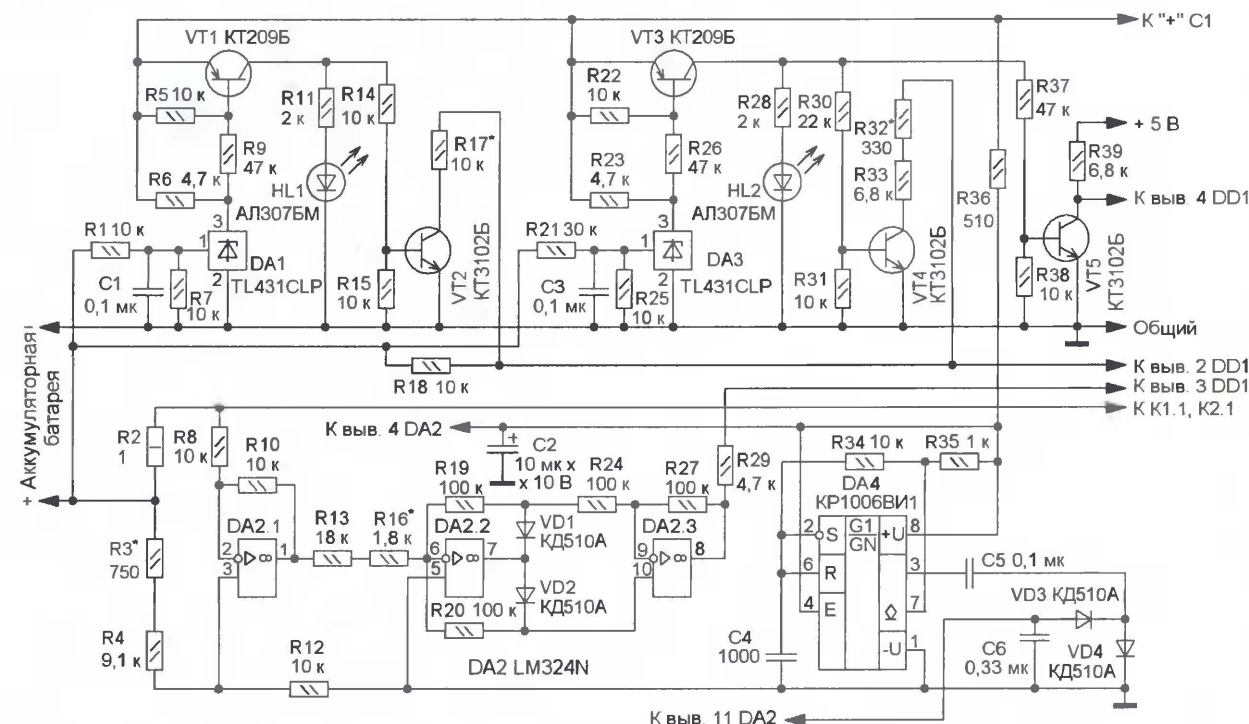 К "+" С1
VT1 КТ209Б
VT3 КТ209Б
R5 10 к
R11
2 к
R14
10 к
R22
10 к
R28
2 к
R30
22 к
R37
47 к
+ 5 В
R9
47 к
R17*
10 к
R26
47 к
R32*
330
R39
6,8 к
R6 4,7 к
HL1
АЛ307БМ
R23
4,7 к
HL2
АЛ307БМ
R33
6,8 к
R36
510
К выв. 4 DD1
R1 10 к
3
1
2
DA1
TL431CLP
R21 30 к
3
1
2
DA3
TL431CLP
C1
0,1 мк
R7
10 к
R15
10 к
VT2
КТ3102Б
C3
0,1 мк
R25
10 к
R31
10 к
VT4
КТ3102Б
R38
10 к
VT5
КТ3102Б
Общий
- Аккумуляторная батарея +
R18 10 к
К выв. 2 DD1
К выв. 3 DD1
К К1.1, К2.1
R2
1
R8
10 к
R10
10 к
К выв. 4 DA2
+
C2
10 мк х
х 10 В
R19
100 к
R24
100 к
R27
100 к
R29
4,7 к
R34 10 к
R35 1 к
DA4
КР1006ВИ1
DA2.1
R13
18 к
R16*
1,8 к
DA2.2
VD1
КД510А
DA2.3
2 ▷∞ 1
3
6 ▷∞ 7
5
9 ▷∞ 8
10
2 S G1 +U 8
GN
6 R 3
4 E ◇ 7
-U 1
C5 0,1 мк
R3*
750
VD2
КД510А
VD3 КД510А
R20 100 к
R4
9,1 к
R12
10 к
DA2 LM324N
C4
1000
C6
0,33 мк
VD4
КД510А
К выв. 11 DA2